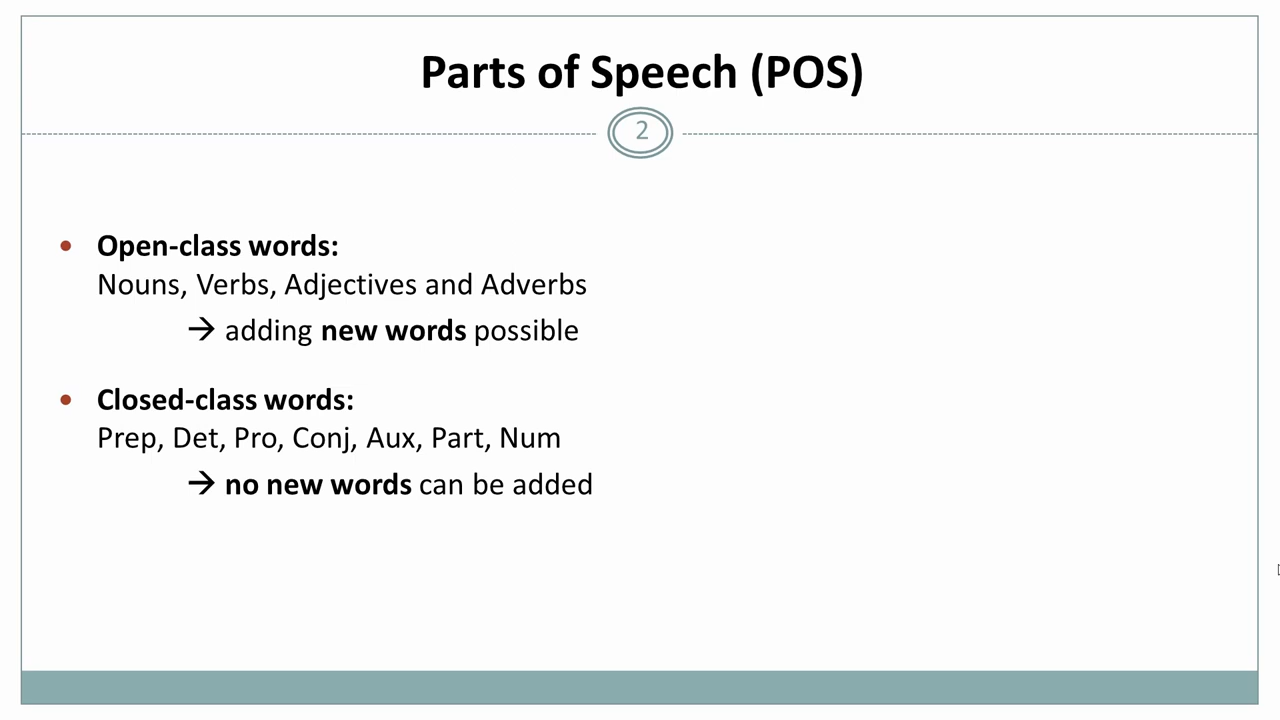 Parts of Speech (POS)
2
• Open-class words:
Nouns, Verbs, Adjectives and Adverbs
→ adding new words possible
• Closed-class words:
Prep, Det, Pro, Conj, Aux, Part, Num
→ no new words can be added